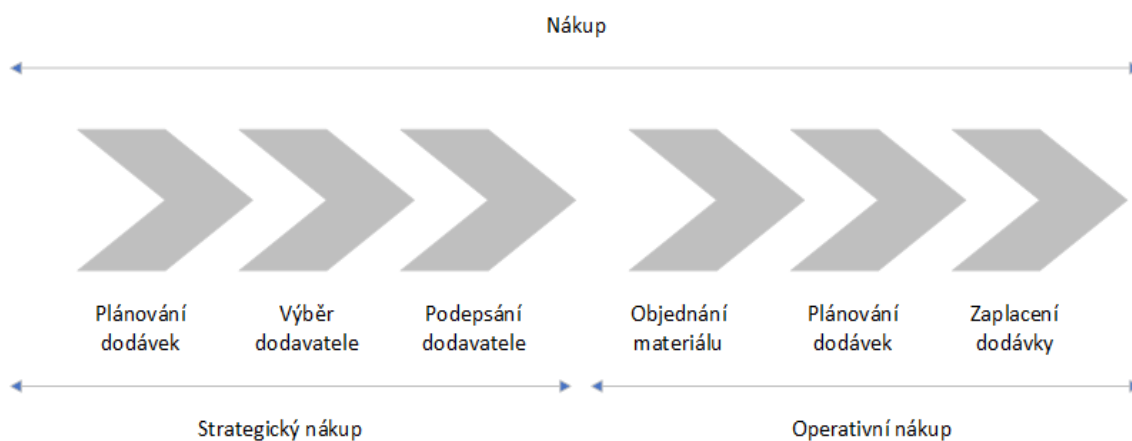 Nákup
Plánování
dodávek
Výběr
dodavatele
Podepsání
dodavatele
Objednání
materiálu
Plánování
dodávek
Zaplacení
dodávky
Strategický nákup
Operativní nákup